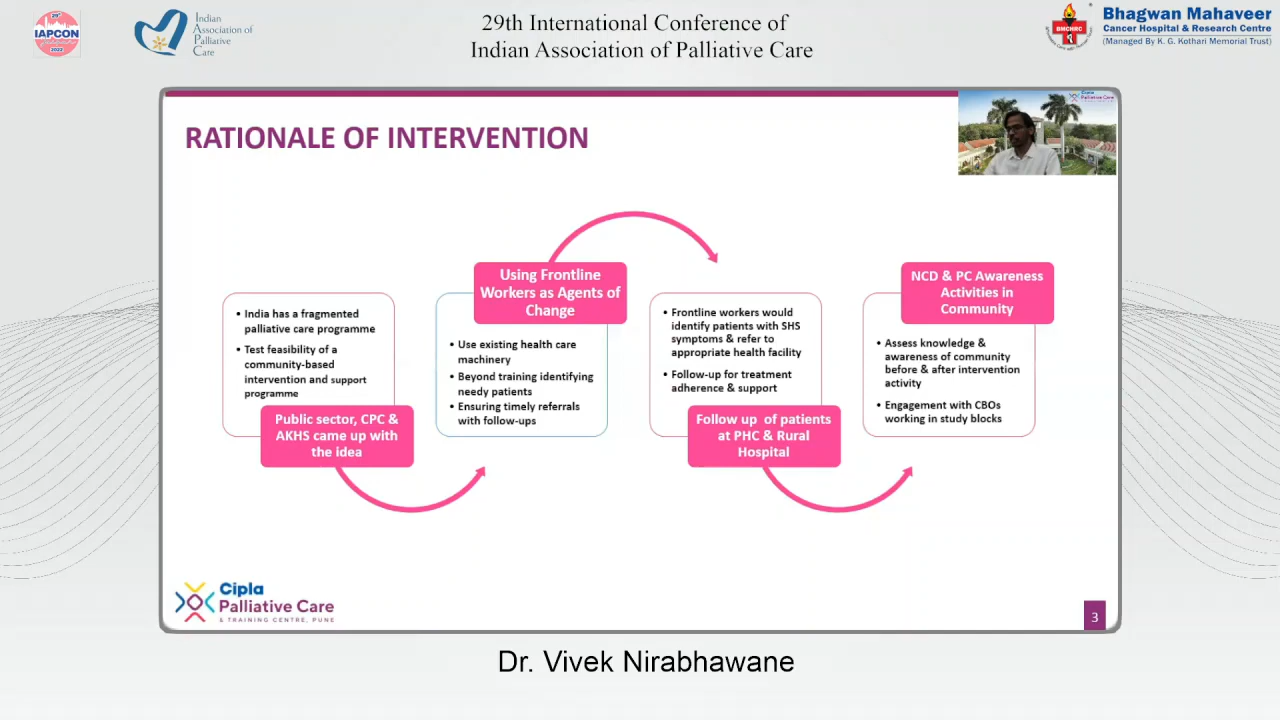 29th
IAPCON
2022
Indian
Association of
Palliative
Care
29th International Conference of
Indian Association of Palliative Care
BMCHRC
Bhagwan Mahaveer
Cancer Hospital & Research Centre
(Managed By K. G. Kothari Memorial Trust)
RATIONALE OF INTERVENTION
Cipla
Palliative Care
• India has a fragmented
palliative care programme
• Test feasibility of a
community-based
intervention and support
programme
Public sector, CPC &
AKHS came up with
the idea
Using Frontline
Workers as Agents of
Change
• Use existing health care
machinery
• Beyond training identifying
needy patients
• Ensuring timely referrals
with follow-ups
• Frontline workers would
identify patients with SHS
symptoms & refer to
appropriate health facility
• Follow-up for treatment
adherence & support
Follow up of patients
at PHC & Rural
Hospital
NCD & PC Awareness
Activities in
Community
• Assess knowledge &
awareness of community
before & after intervention
activity
• Engagement with CBOs
working in study blocks
Cipla
Palliative Care
& TRAINING CENTRE, PUNE
3
Dr. Vivek Nirabhawane